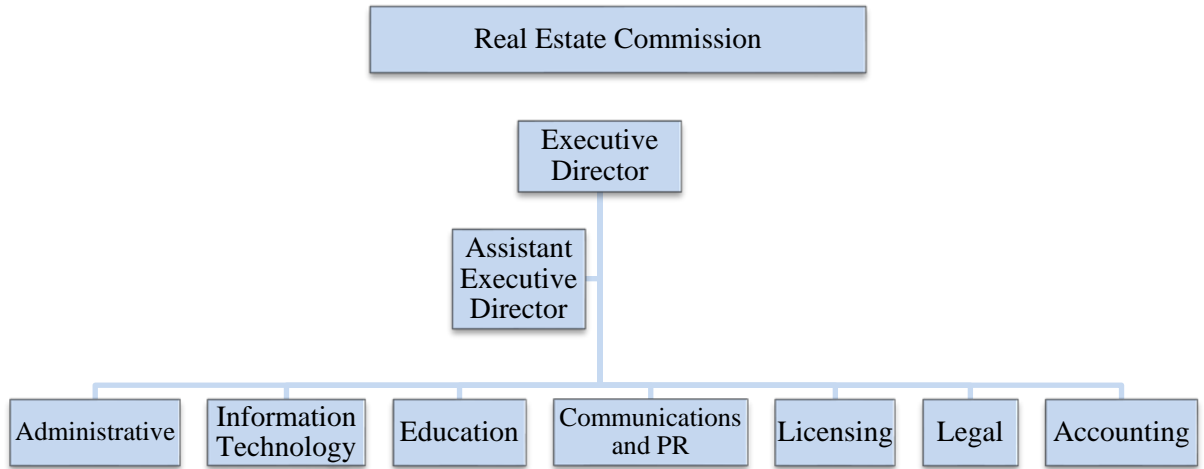 Real Estate Commission
Executive
Director
Assistant
Executive
Director
Administrative
Information
Technology
Education
Communications
and PR
Licensing
Legal
Accounting